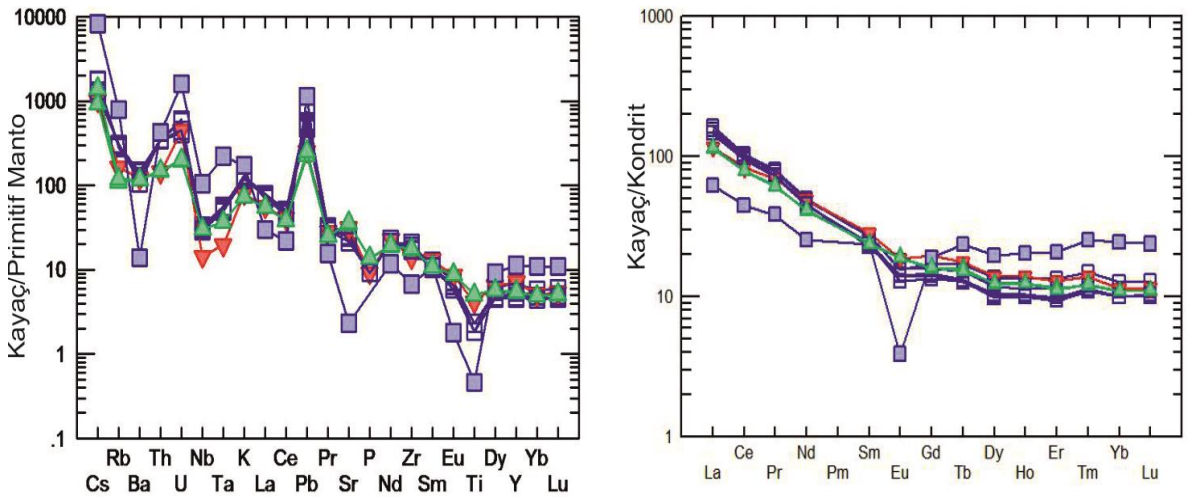 Kayaç/Primitif Manto
10000
1000
100
10
1
.1
Rb Th Nb K Ce Pr P Zr Eu Dy Yb
Cs Ba U Ta La Pb Sr Nd Sm Ti Y Lu
Kayaç/Kondrit
1000
100
10
1
Ce Nd Sm Gd Dy Er Yb
La Pr Pm Eu Tb Ho Tm Lu